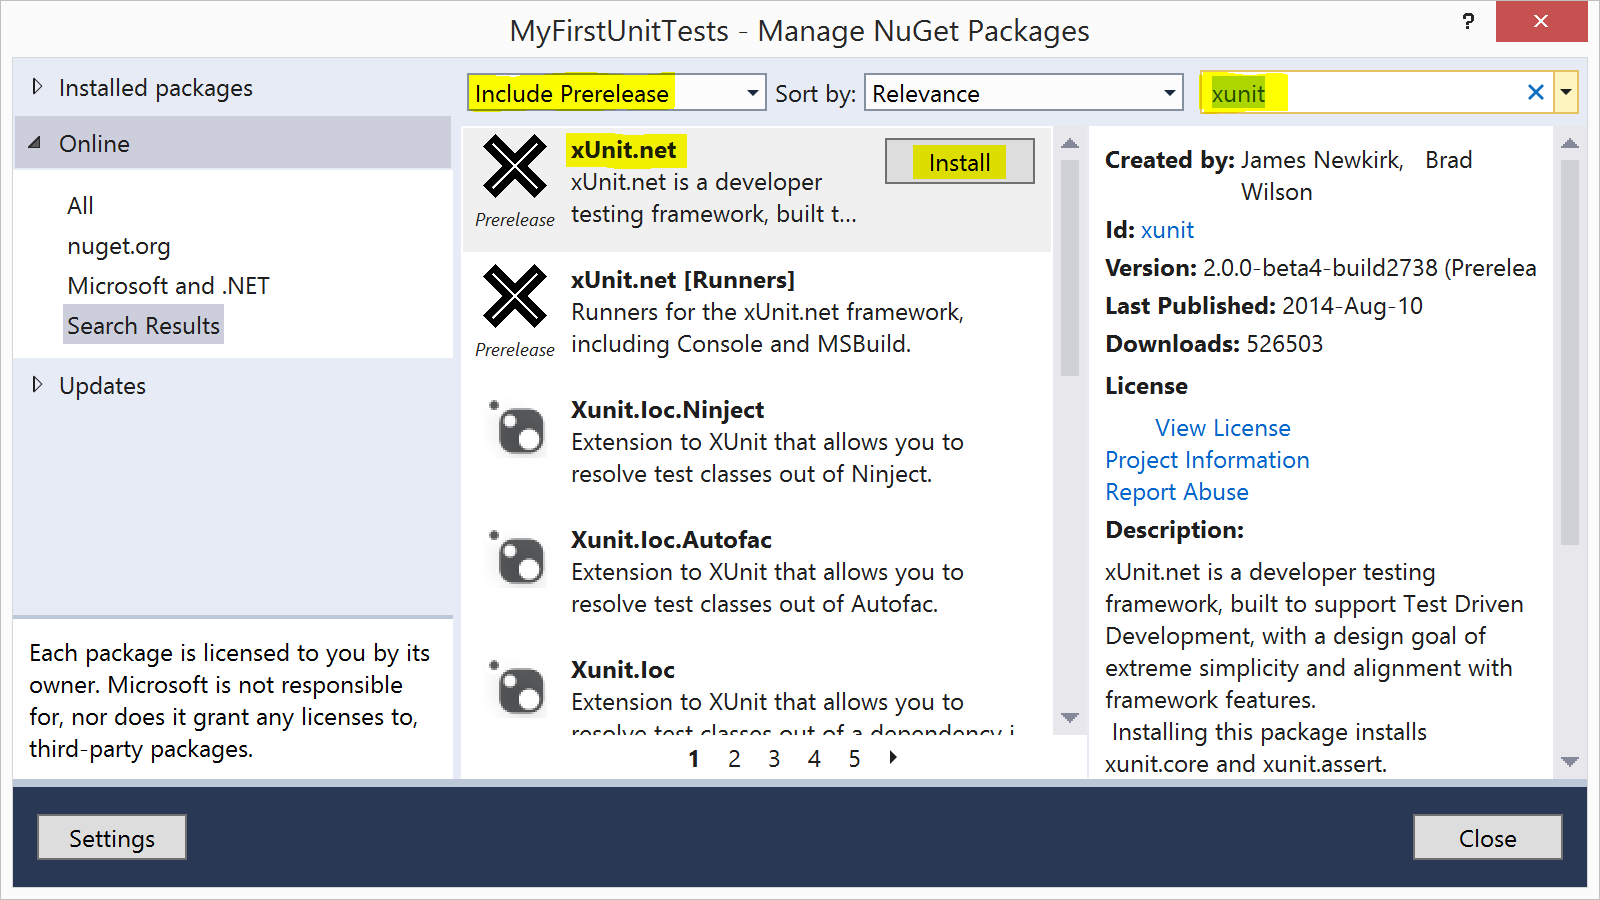 MyFirstUnitTests - Manage NuGet Packages
?
Installed packages
Online
All
nuget.org
Microsoft and .NET
Search Results
Updates
Each package is licensed to you by its
owner. Microsoft is not responsible
for, nor does it grant any licenses to,
third-party packages.
Include Prerelease
Sort by: Relevance
xunit
xUnit.net
xUnit.net is a developer
testing framework, built t...
Prerelease
Install
xUnit.net [Runners]
Runners for the xUnit.net framework,
including Console and MSBuild.
Prerelease
Xunit.Ioc.Ninject
Extension to XUnit that allows you to
resolve test classes out of Ninject.
Xunit.Ioc.Autofac
Extension to XUnit that allows you to
resolve test classes out of Autofac.
Xunit.Ioc
Extension to XUnit that allows you to
resolve test classes out of a dependency i
1 2 3 4 5
Created by: James Newkirk, Brad
Wilson
Id: xunit
Version: 2.0.0-beta4-build2738 (Prerelea
Last Published: 2014-Aug-10
Downloads: 526503
License
View License
Project Information
Report Abuse
Description:
xUnit.net is a developer testing
framework, built to support Test Driven
Development, with a design goal of
extreme simplicity and alignment with
framework features.
Installing this package installs
xunit.core and xunit.assert.
Settings
Close